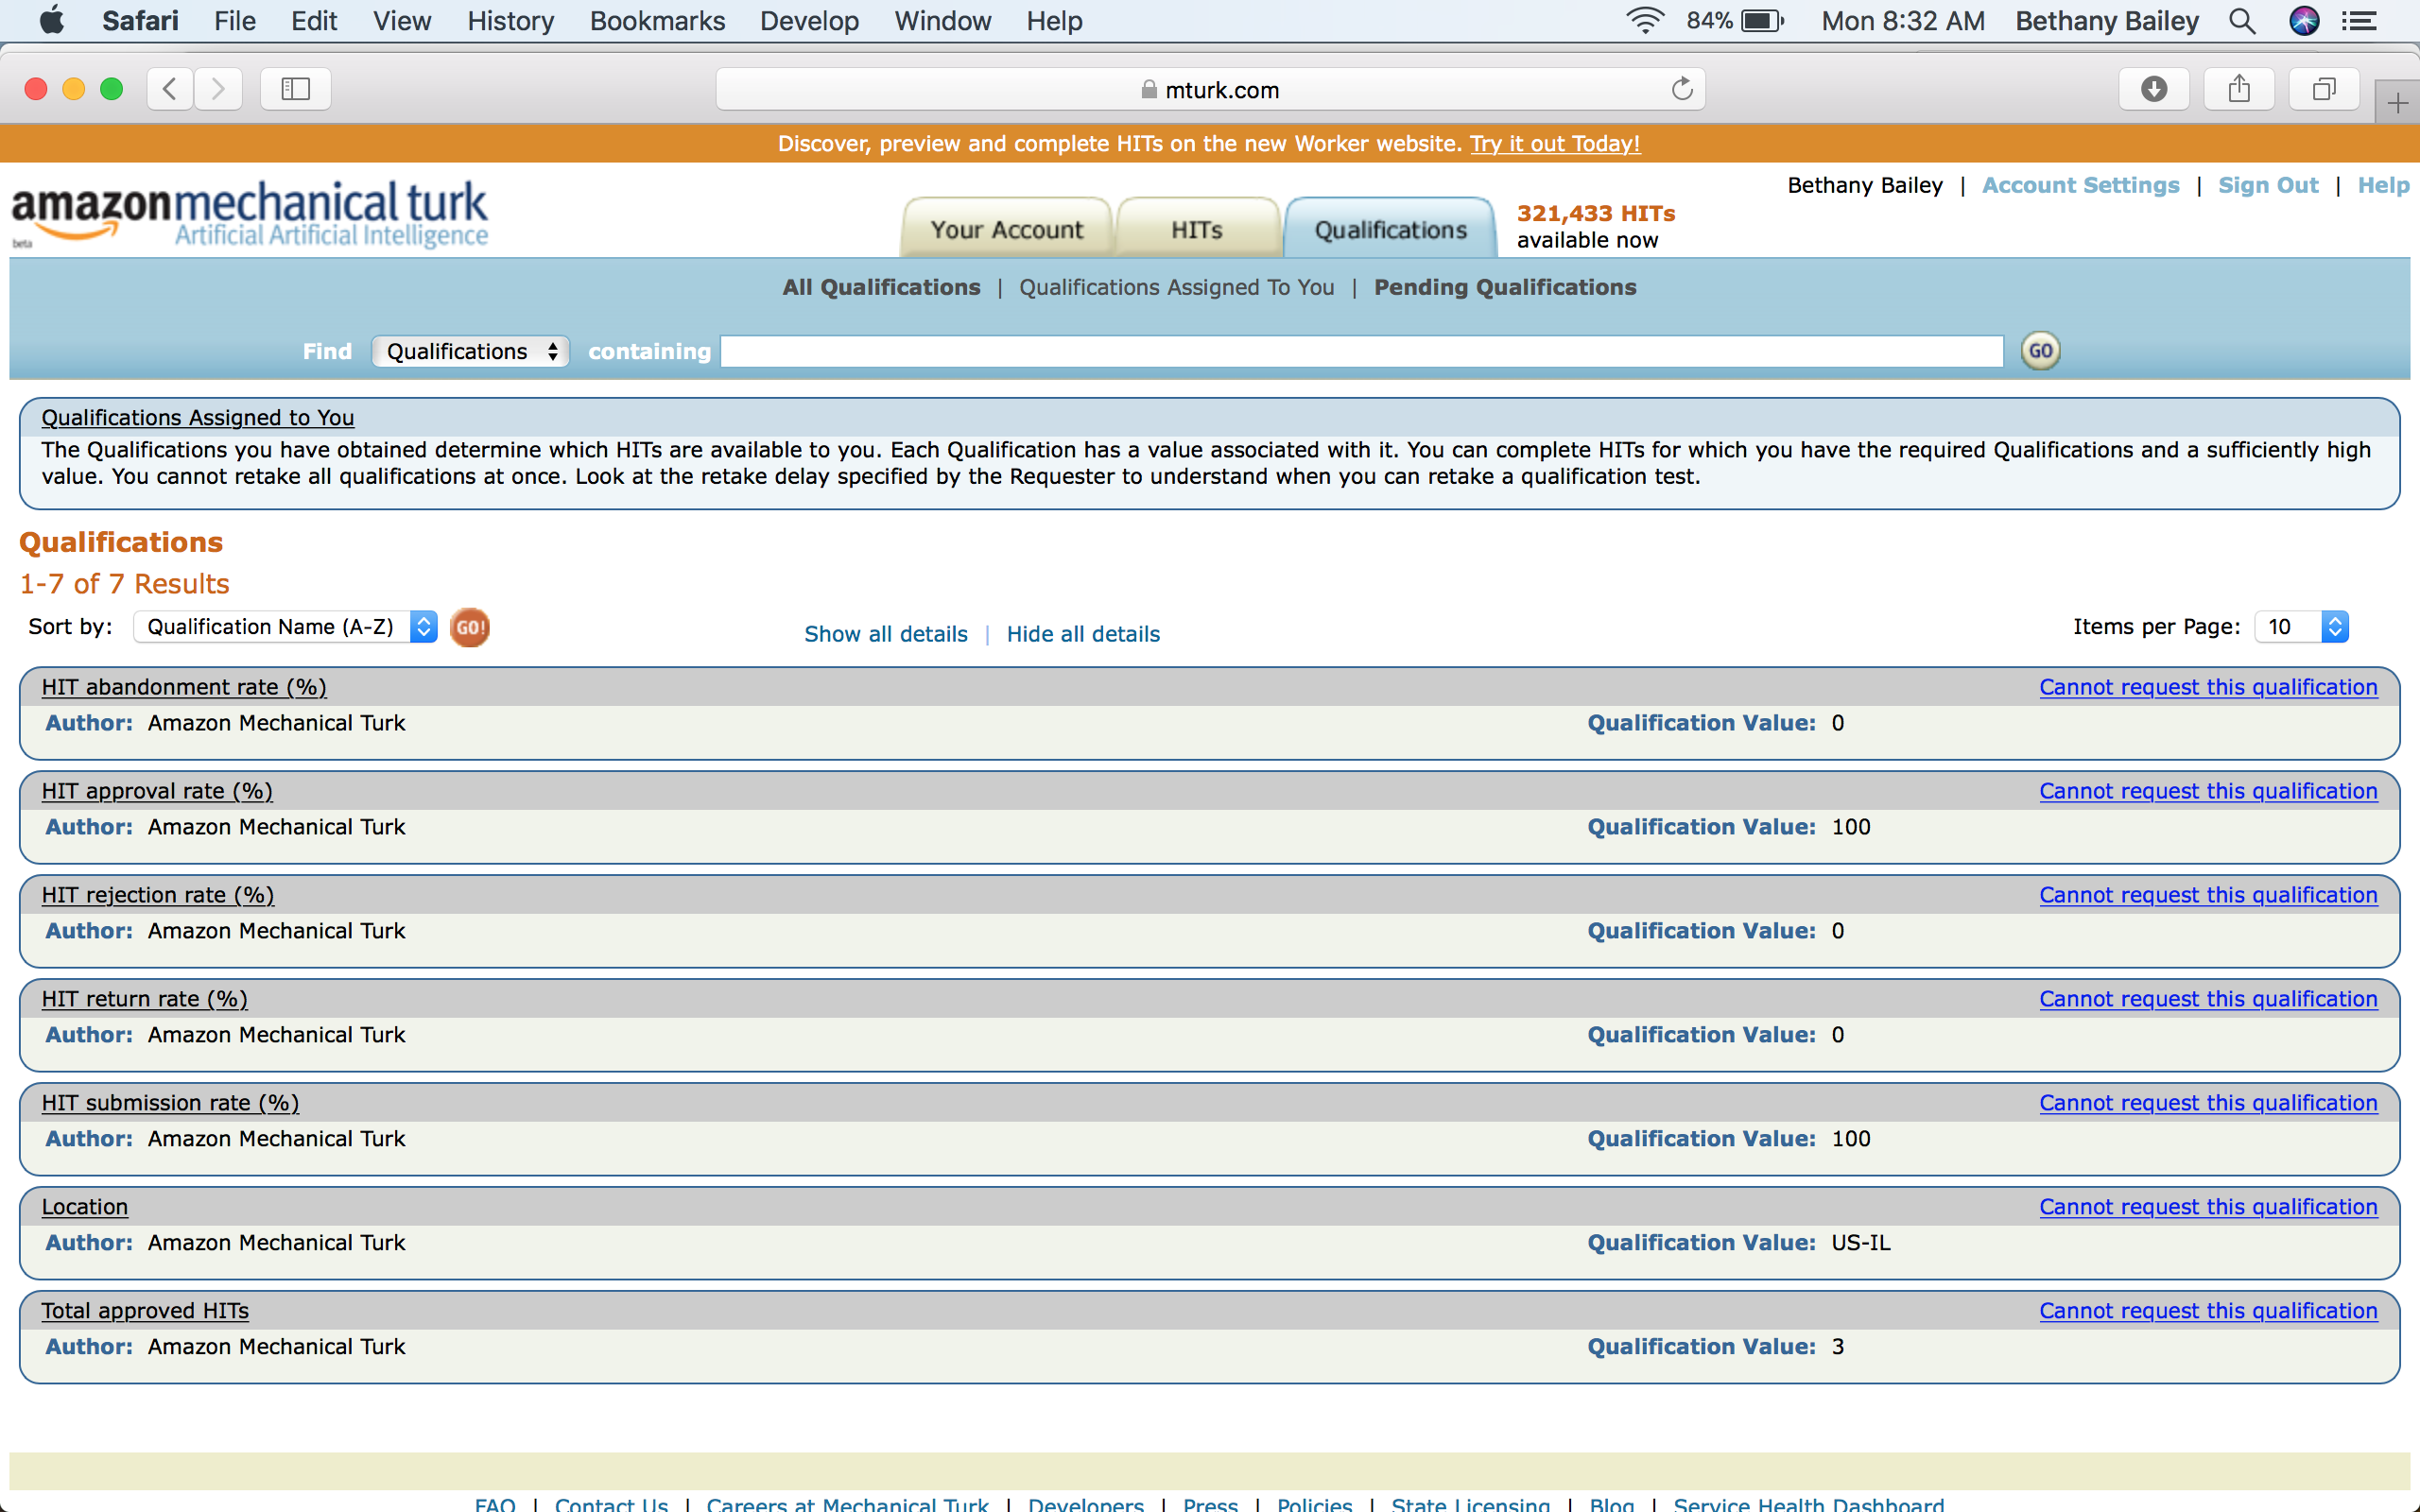 Safari File Edit View History Bookmarks Develop Window Help 84% Mon 8:32 AM Bethany Bailey
mturk.com
Discover, preview and complete HITs on the new Worker website. Try it out Today!
Bethany Bailey | Account Settings | Sign Out | Help
amazonmechanical turk
beta Artificial Artificial Intelligence
Your Account HITs Qualifications
321,433 HITs
available now
All Qualifications | Qualifications Assigned To You | Pending Qualifications
Find Qualifications containing GO
Qualifications Assigned to You
The Qualifications you have obtained determine which HITs are available to you. Each Qualification has a value associated with it. You can complete HITs for which you have the required Qualifications and a sufficiently high
value. You cannot retake all qualifications at once. Look at the retake delay specified by the Requester to understand when you can retake a qualification test.
Qualifications
1-7 of 7 Results
Sort by: Qualification Name (A-Z) GO! Show all details | Hide all details Items per Page: 10
HIT abandonment rate (%) Cannot request this qualification
Author: Amazon Mechanical Turk Qualification Value: 0
HIT approval rate (%) Cannot request this qualification
Author: Amazon Mechanical Turk Qualification Value: 100
HIT rejection rate (%) Cannot request this qualification
Author: Amazon Mechanical Turk Qualification Value: 0
HIT return rate (%) Cannot request this qualification
Author: Amazon Mechanical Turk Qualification Value: 0
HIT submission rate (%) Cannot request this qualification
Author: Amazon Mechanical Turk Qualification Value: 100
Location Cannot request this qualification
Author: Amazon Mechanical Turk Qualification Value: US-IL
Total approved HITs Cannot request this qualification
Author: Amazon Mechanical Turk Qualification Value: 3
FAQ | Contact Us | Careers at Mechanical Turk | Developers | Press | Policies | State Licensing | Blog | Service Health Dashboard